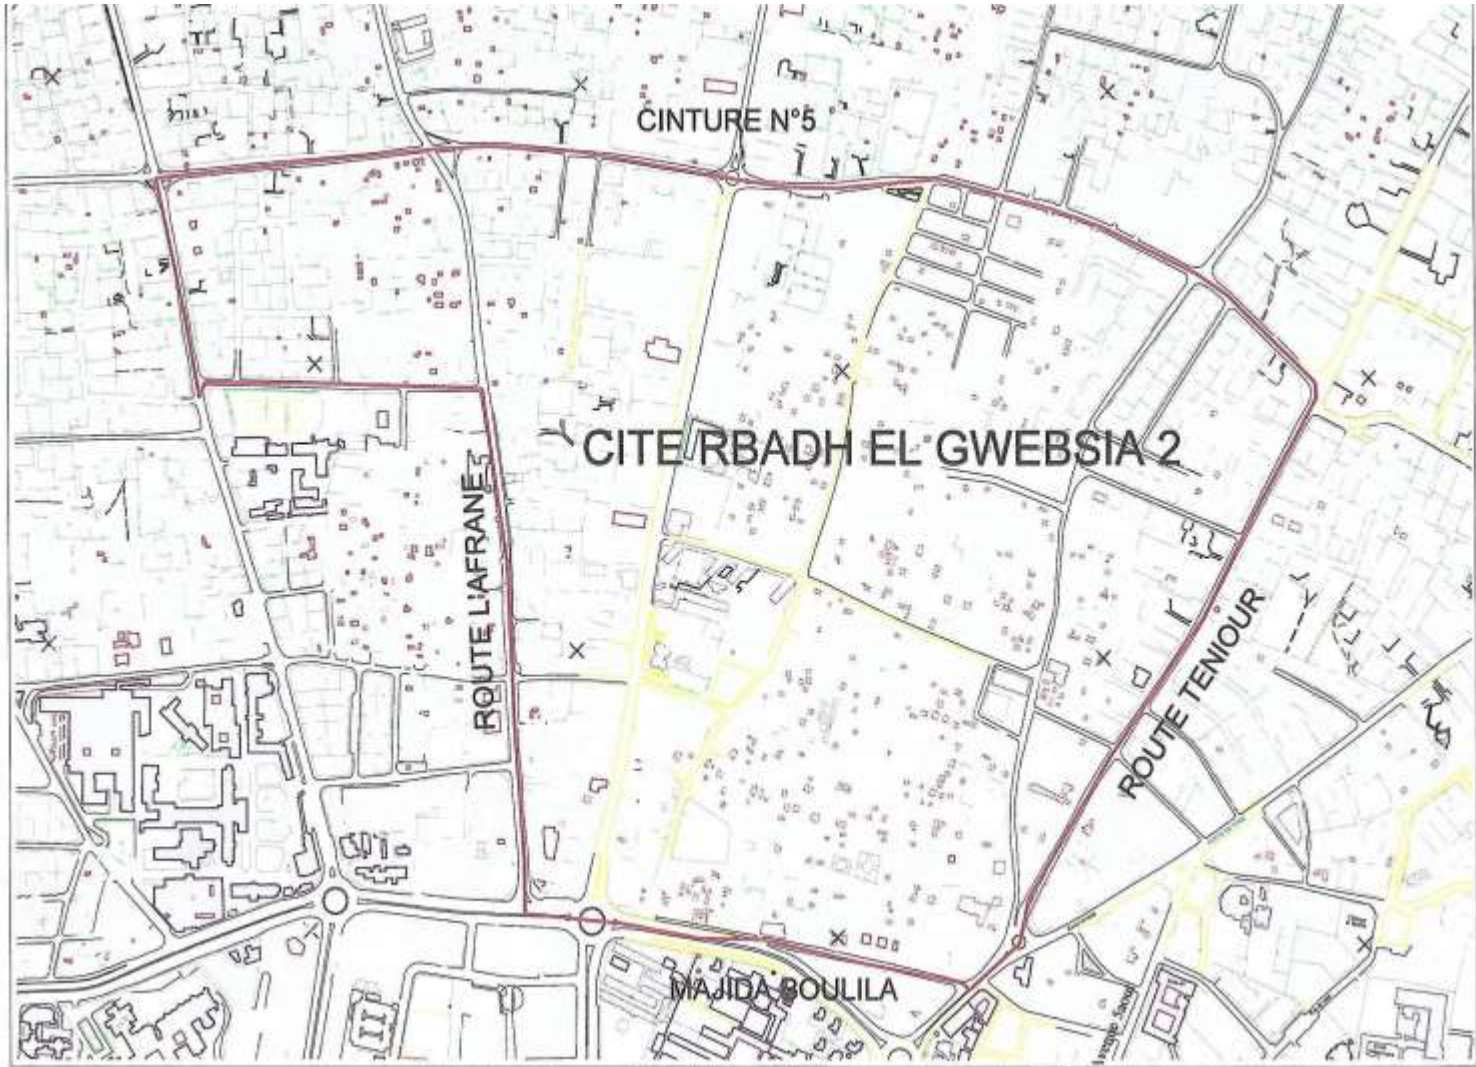 CINTURE N°5
CITE RBADH EL GWEBSIA 2
ROUTE L'AFRANE
ROUTE TENIOUR
MAJIDA BOULILA